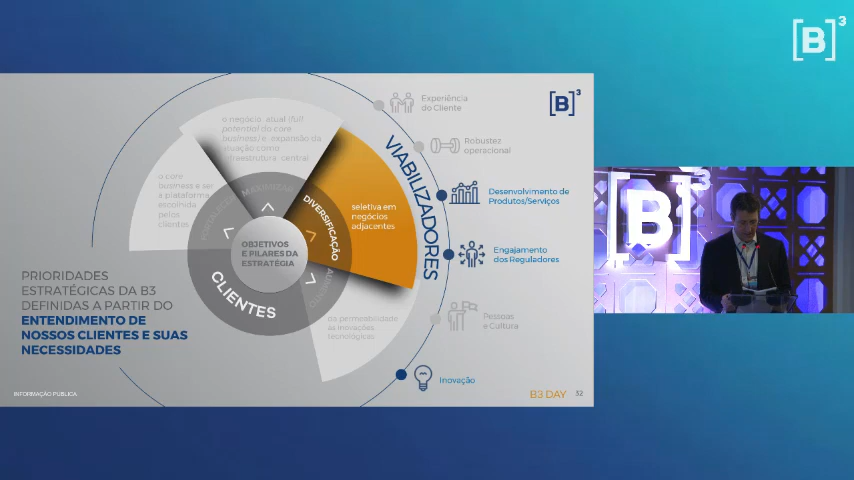 [B]³
o negócio atual (full
potential do core
business) e expansão da
atuação como
infraestrutura central
o core
business e ser
a plataforma
escolhida
pelos
clientes
MAXIMIZAR
DIVERSIFICAÇÃO
seletiva em
negócios
adjacentes
OBJETIVOS
E PILARES DA
ESTRATÉGIA
CLIENTES
da permeabilidade
às inovações
tecnológicas
VIABILIZADORES
Experiência
do Cliente
[B]³
Robustez
operacional
Desenvolvimento de
Produtos/Serviços
Engajamento
dos Reguladores
Pessoas
e Cultura
Inovação
PRIORIDADES
ESTRATÉGICAS DA B3
DEFINIDAS A PARTIR DO
ENTENDIMENTO DE
NOSSOS CLIENTES E SUAS
NECESSIDADES
INFORMAÇÃO PÚBLICA
B3 DAY 32
[B]³